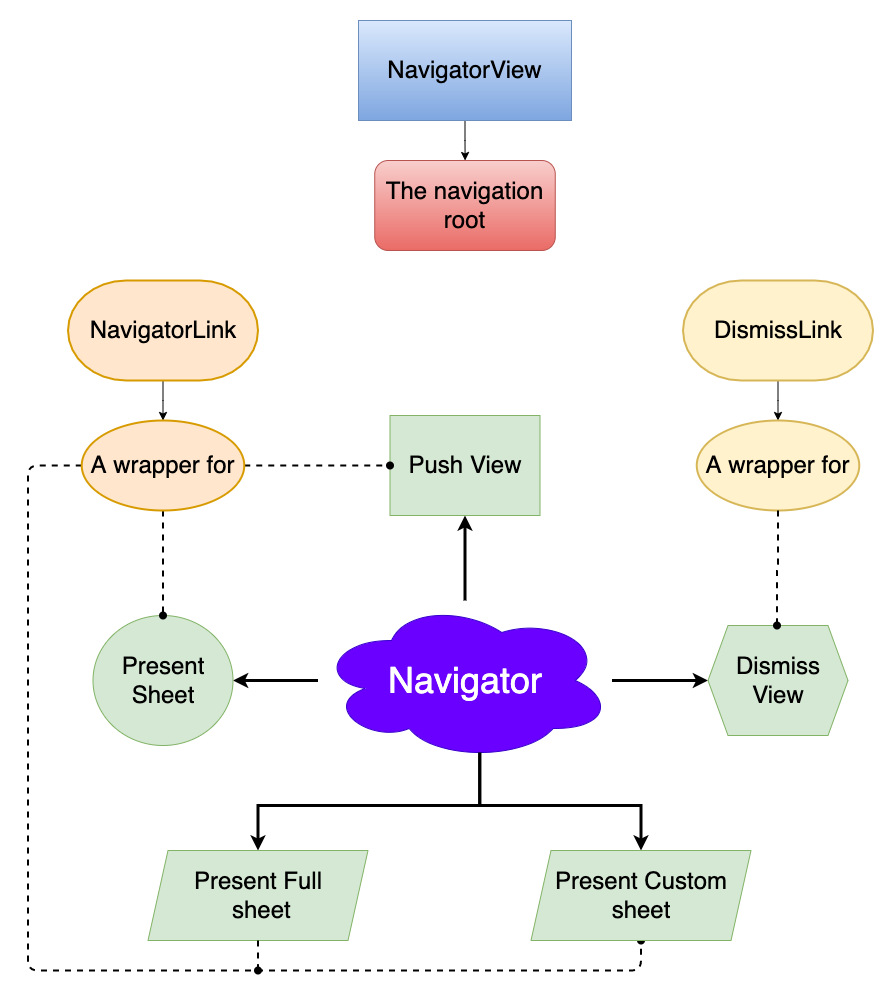 NavigatorView
The navigation
root
NavigatorLink
DismissLink
A wrapper for
Push View
A wrapper for
Present
Sheet
Navigator
Dismiss
View
Present Full
sheet
Present Custom
sheet